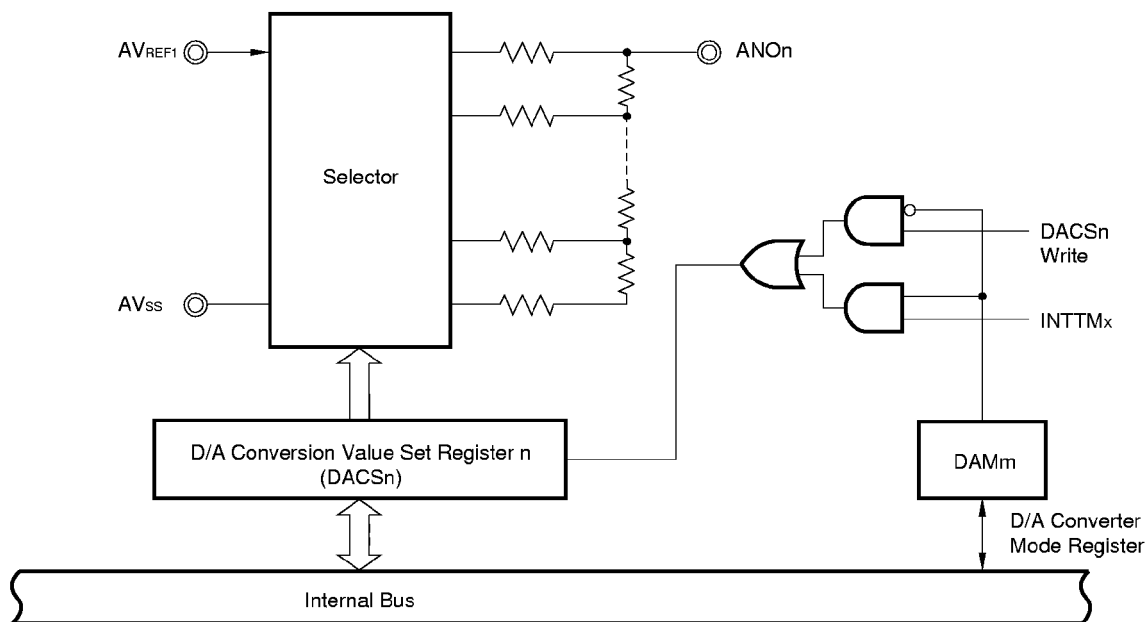 AVREF1
ANOn
Selector
DACSn
Write
AVSS
INTTMx
D/A Conversion Value Set Register n
(DACSn)
DAMm
D/A Converter
Mode Register
Internal Bus